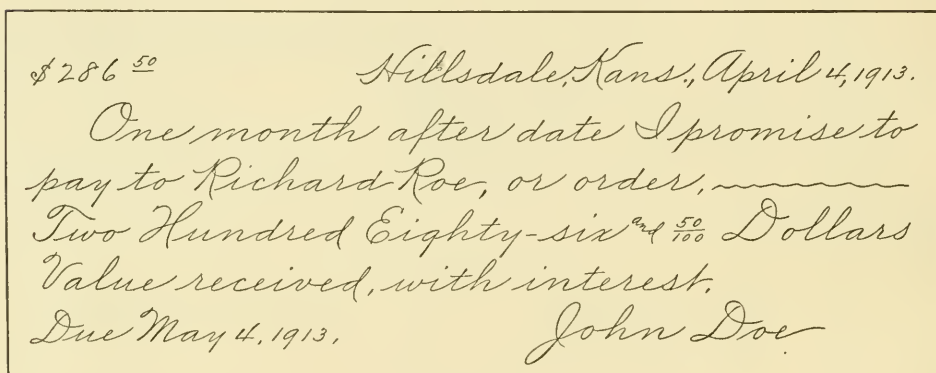 $286 50 Hillsdale, Kans., April 4, 1913.
One month after date I promise to
pay to Richard Roe, or order,
Two Hundred Eighty-six and 50/100 Dollars
Value received, with interest.
Due May 4, 1913. John Doe